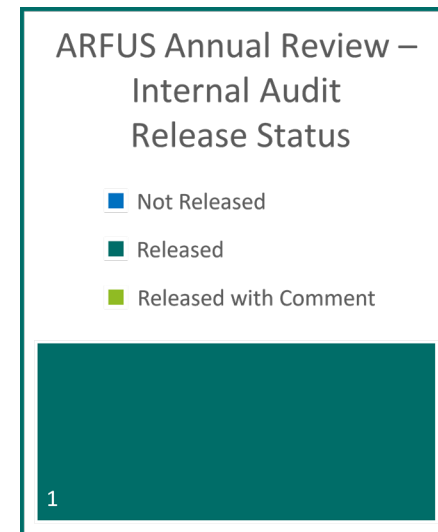 ARFUS Annual Review –
Internal Audit
Release Status
Not Released
Released
Released with Comment
1